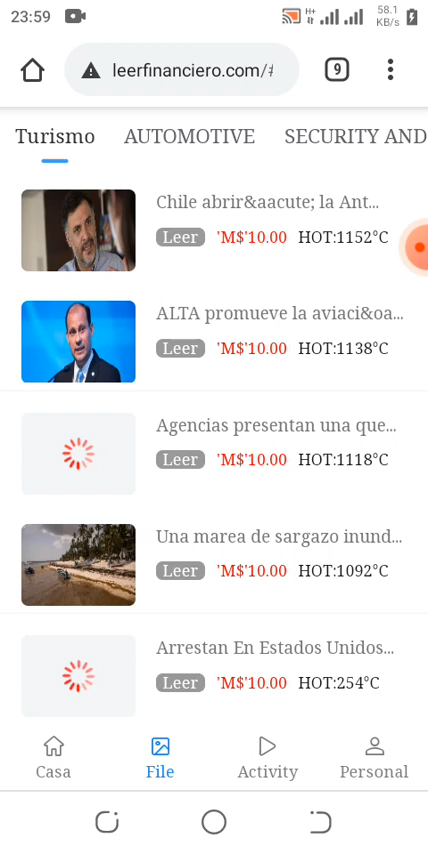 23:59
H+
58.1
KB/s
leerfinanciero.com/#
9
Turismo AUTOMOTIVE SECURITY AND
Chile abrir&aacute; la Ant...
Leer 'M$'10.00 HOT:1152°C
ALTA promueve la aviaci&oa...
Leer 'M$'10.00 HOT:1138°C
Agencias presentan una que...
Leer 'M$'10.00 HOT:1118°C
Una marea de sargazo inund...
Leer 'M$'10.00 HOT:1092°C
Arrestan En Estados Unidos...
Leer 'M$'10.00 HOT:254°C
Casa File Activity Personal